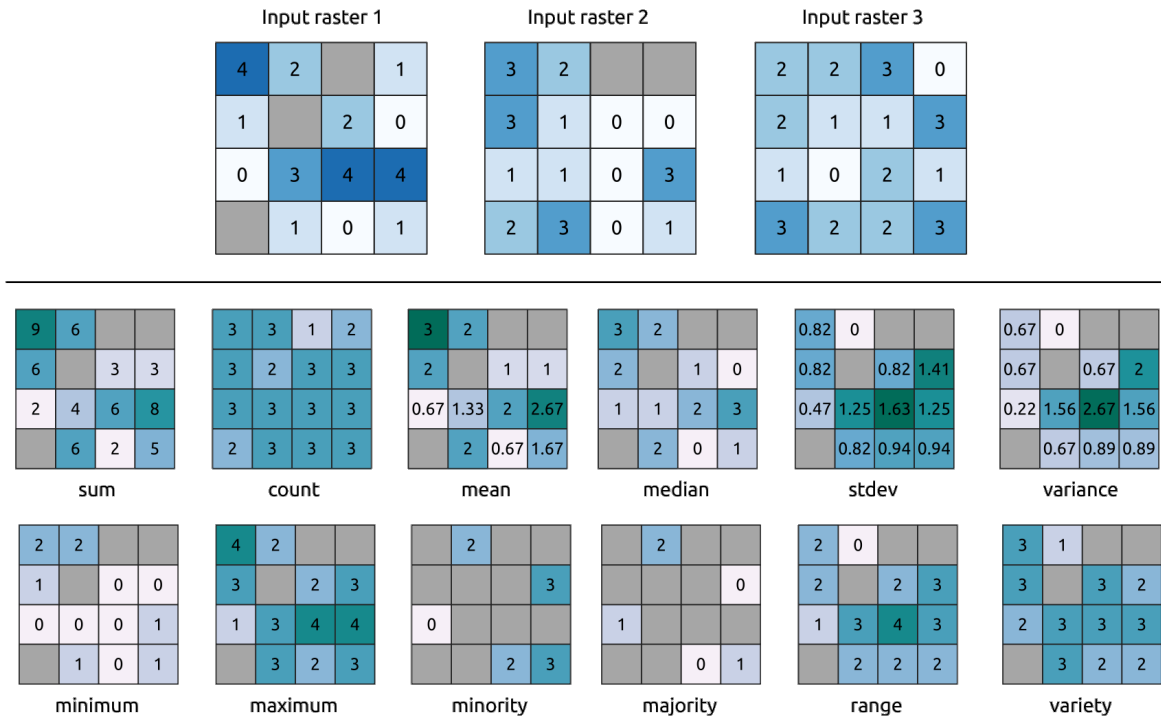 Input raster 1 Input raster 2 Input raster 3
4 2 1 3 2 2 2 3 0
1 2 0 3 1 0 0 2 1 1 3
0 3 4 4 1 1 0 3 1 0 2 1
1 0 1 2 3 0 1 3 2 2 3
9 6 3 3 1 2 3 2 3 2 0.82 0 0.67 0
6 3 3 3 2 3 3 2 1 1 2 1 0 0.82 0.82 1.41 0.67 0.67 2
2 4 6 8 3 3 3 3 0.67 1.33 2 2.67 1 1 2 3 0.47 1.25 1.63 1.25 0.22 1.56 2.67 1.56
6 2 5 2 3 3 3 2 0.67 1.67 2 0 1 0.82 0.94 0.94 0.67 0.89 0.89
sum count mean median stdev variance
2 2 4 2 2 2 2 0 3 1
1 0 0 3 2 3 3 0 2 2 3 3 3 2
0 0 0 1 1 3 4 4 0 1 1 3 4 3 2 3 3 3
1 0 1 3 2 3 2 3 0 1 2 2 2 3 2 2
minimum maximum minority majority range variety